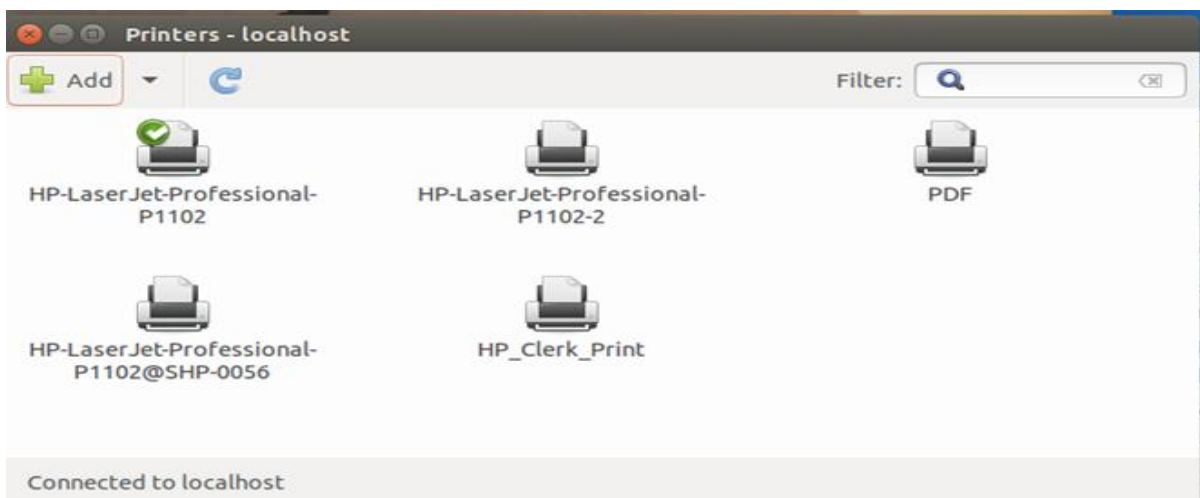 Printers - localhost
Add
Filter:
HP-LaserJet-Professional-
P1102
HP-LaserJet-Professional-
P1102-2
PDF
HP-LaserJet-Professional-
P1102@SHP-0056
HP_Clerk_Print
Connected to localhost